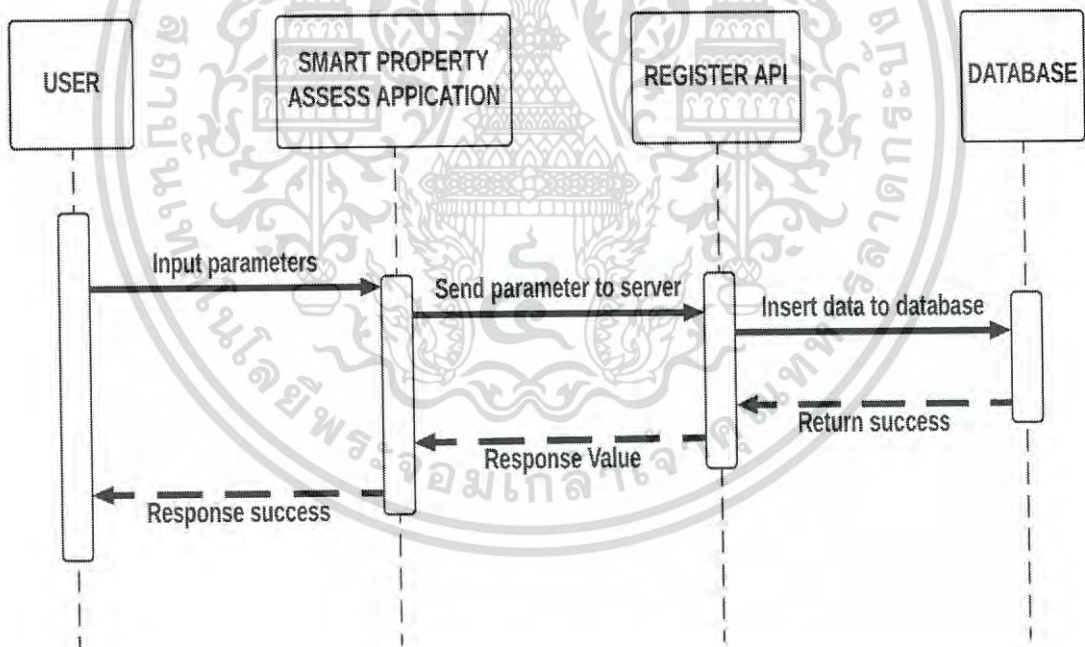 USER
SMART PROPERTY
ASSESS APPICATION
REGISTER API
DATABASE
Input parameters
Send parameter to server
Insert data to database
Return success
Response Value
Response success